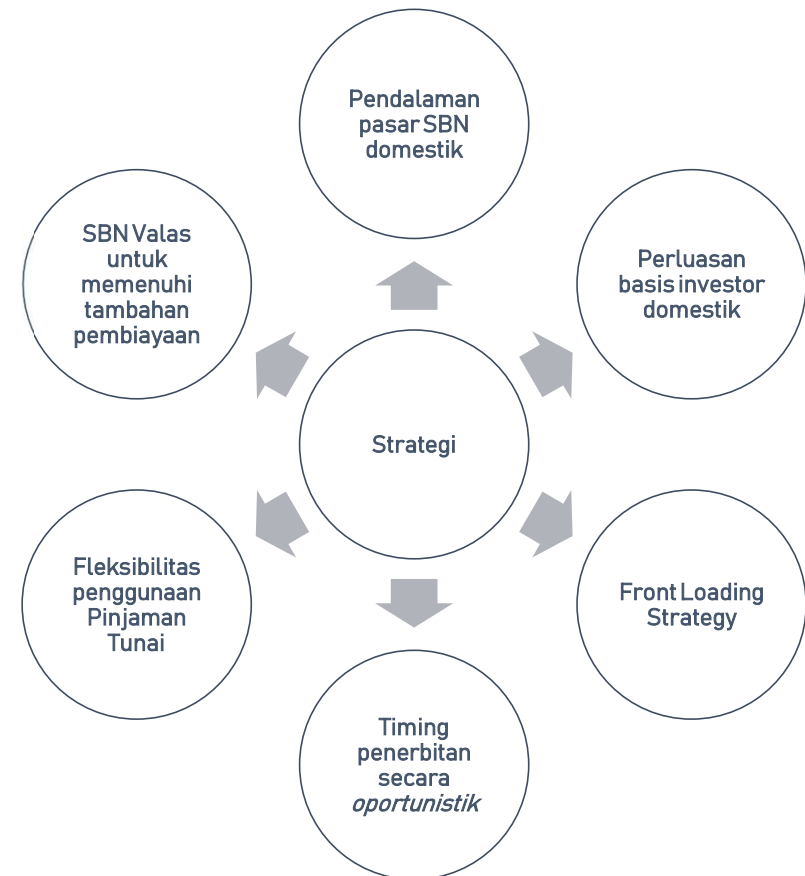 Pendalaman
pasar SBN
domestik
SBN Valas
untuk
memenuhi
tambahan
pembiayaan
Perluasan
basis investor
domestik
Strategi
Fleksibilitas
penggunaan
Pinjaman
Tunai
Front Loading
Strategy
Timing
penerbitan
secara
oportunistik